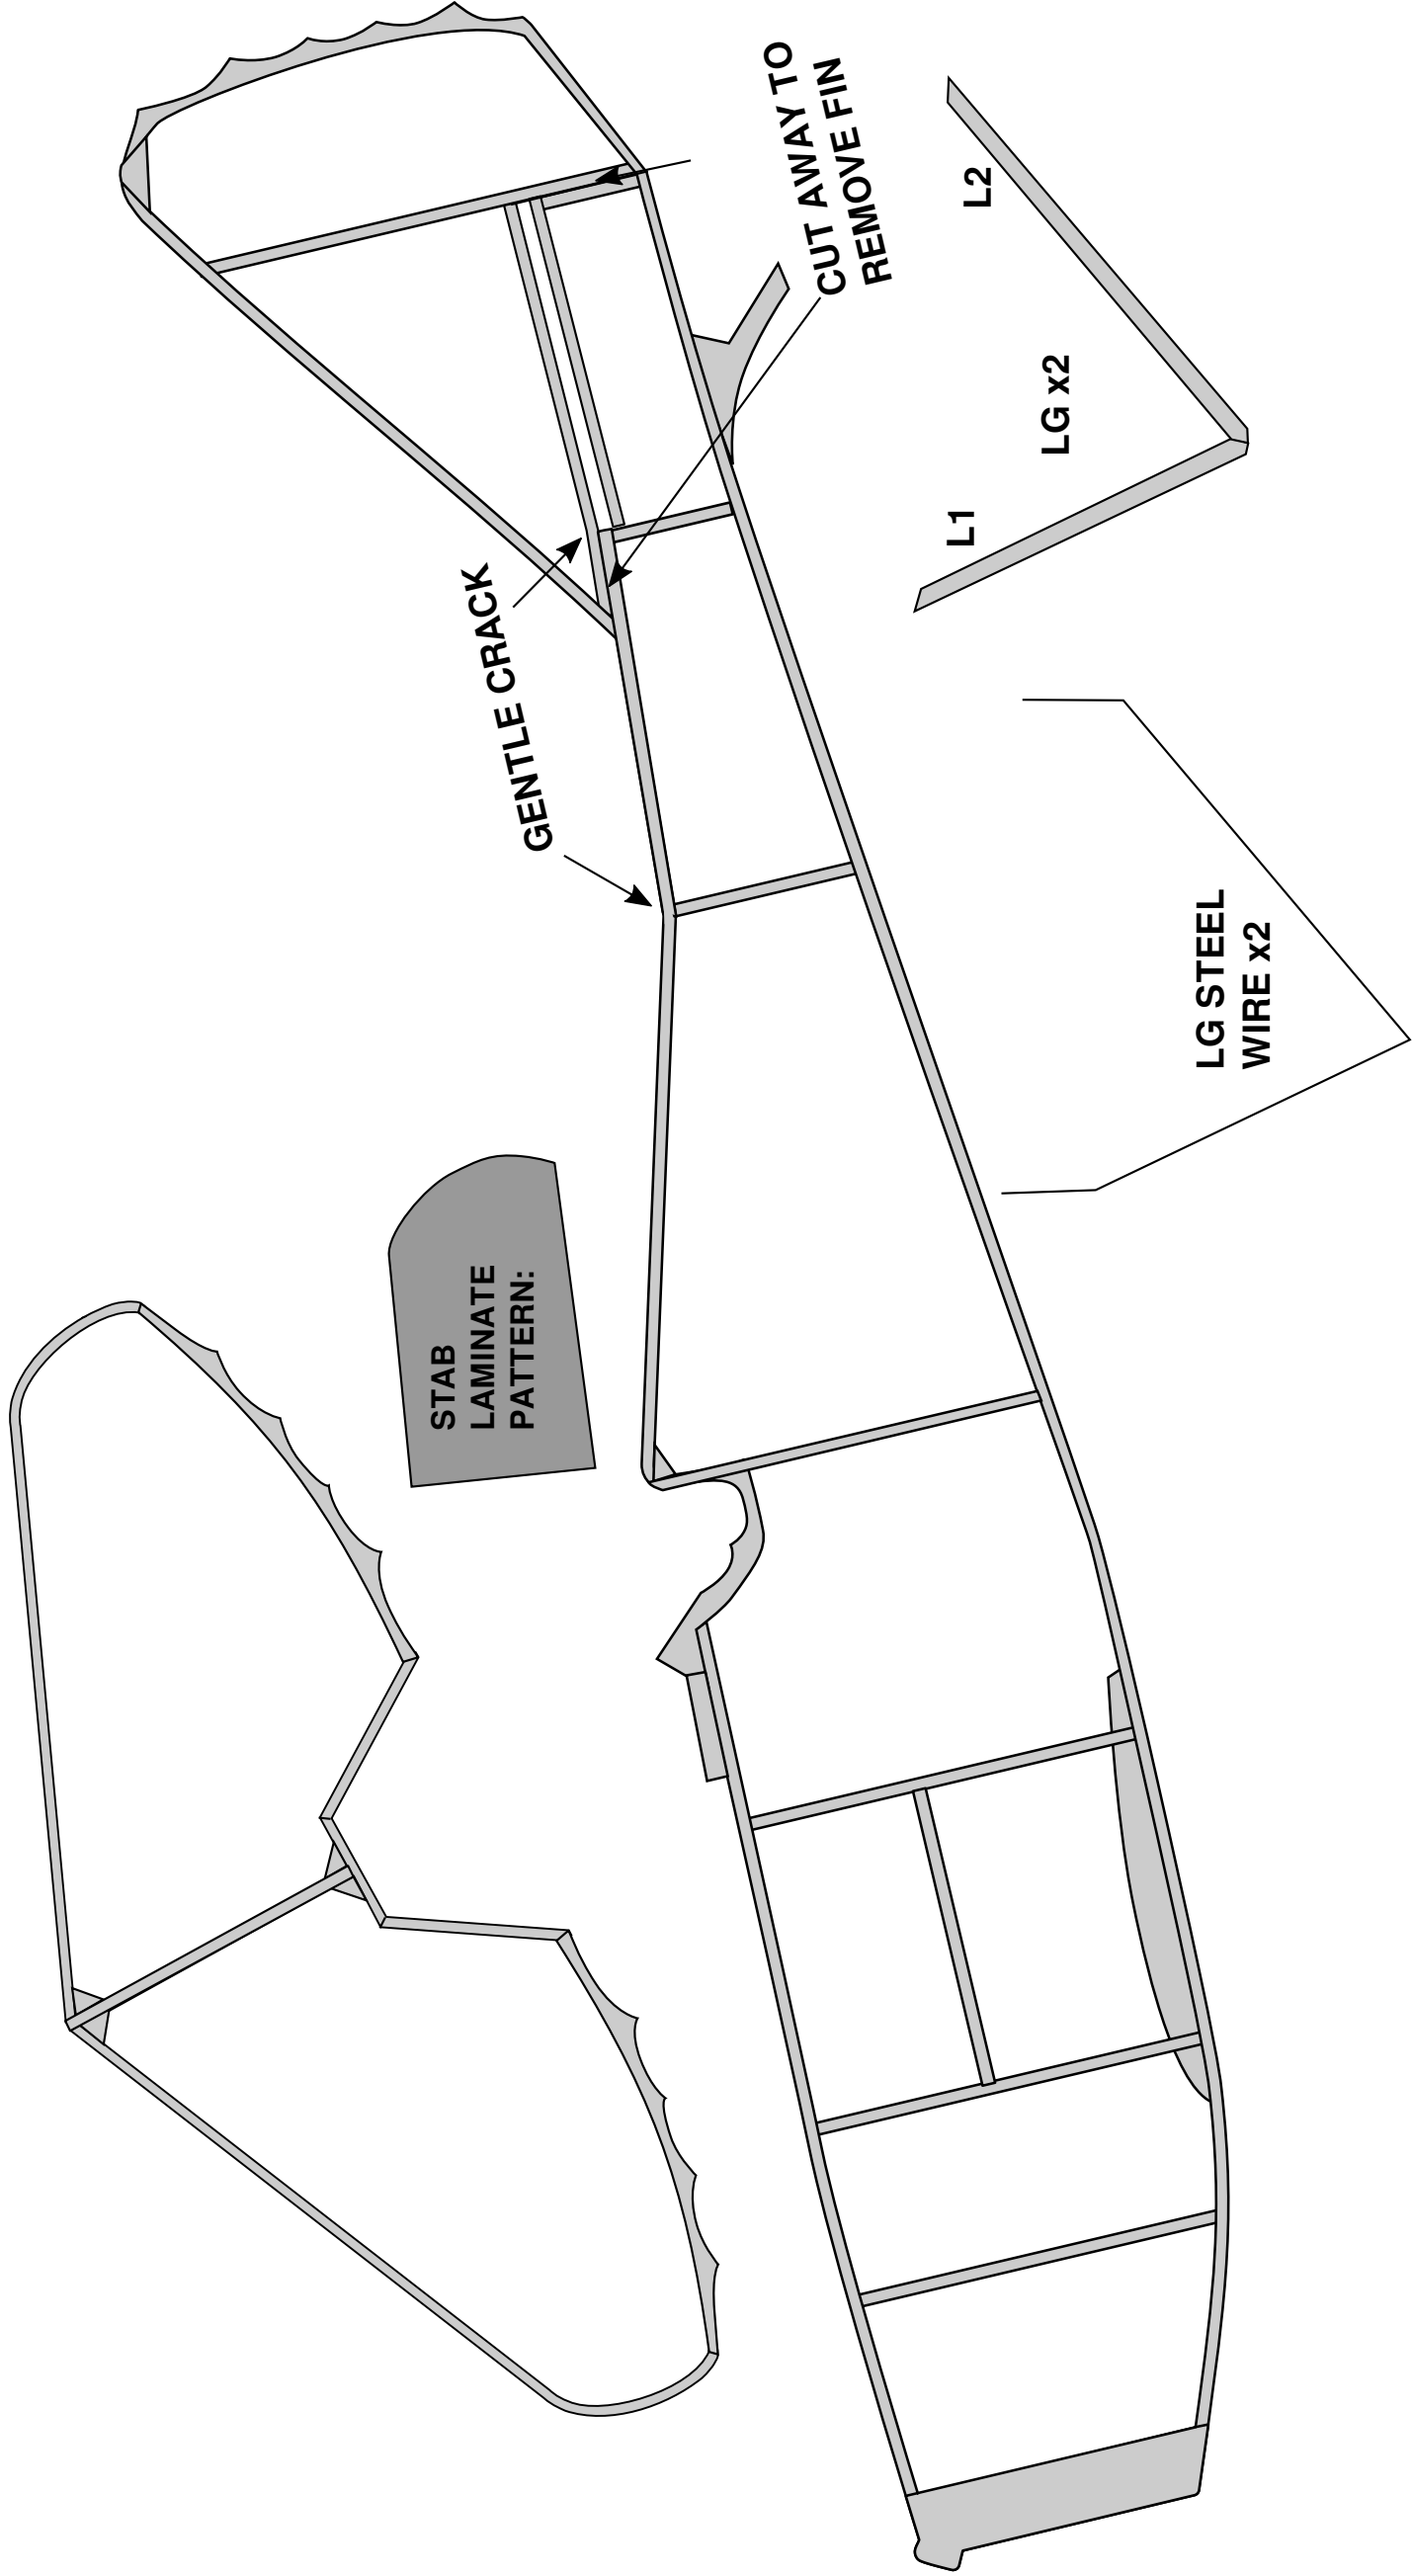 GENTLE CRACK
CUT AWAY TO
REMOVE FIN
STAB
LAMINATE
PATTERN:
L1
LG x2
L2
LG STEEL
WIRE x2